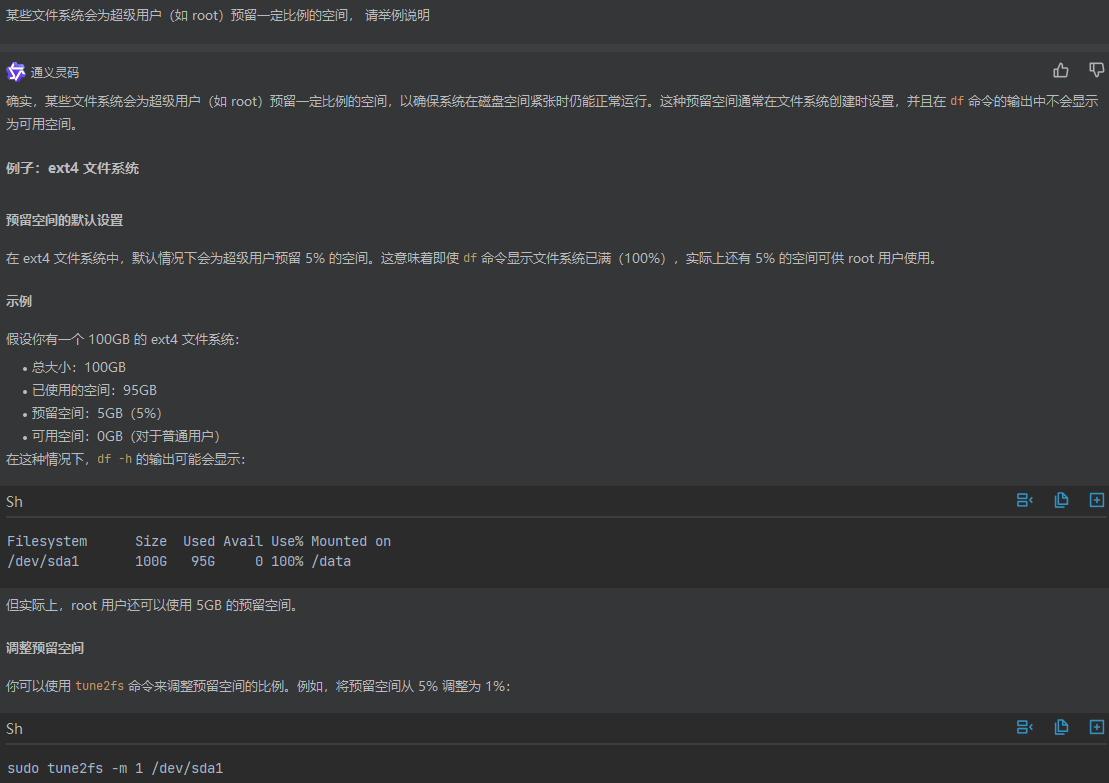 某些文件系统会为超级用户（如 root）预留一定比例的空间， 请举例说明
通义灵码
确实，某些文件系统会为超级用户（如 root）预留一定比例的空间，以确保系统在磁盘空间紧张时仍能正常运行。这种预留空间通常在文件系统创建时设置，并且在 df 命令的输出中不会显示
为可用空间。
例子：ext4 文件系统
预留空间的默认设置
在 ext4 文件系统中，默认情况下会为超级用户预留 5% 的空间。这意味着即使 df 命令显示文件系统已满（100%），实际上还有 5% 的空间可供 root 用户使用。
示例
假设你有一个 100GB 的 ext4 文件系统：
• 总大小：100GB
• 已使用的空间：95GB
• 预留空间：5GB（5%）
• 可用空间：0GB（对于普通用户）
在这种情况下，df -h 的输出可能会显示：
Sh
Filesystem      Size  Used Avail Use% Mounted on
/dev/sda1       100G   95G     0 100% /data
但实际上，root 用户还可以使用 5GB 的预留空间。
调整预留空间
你可以使用 tune2fs 命令来调整预留空间的比例。例如，将预留空间从 5% 调整为 1%：
Sh
sudo tune2fs -m 1 /dev/sda1